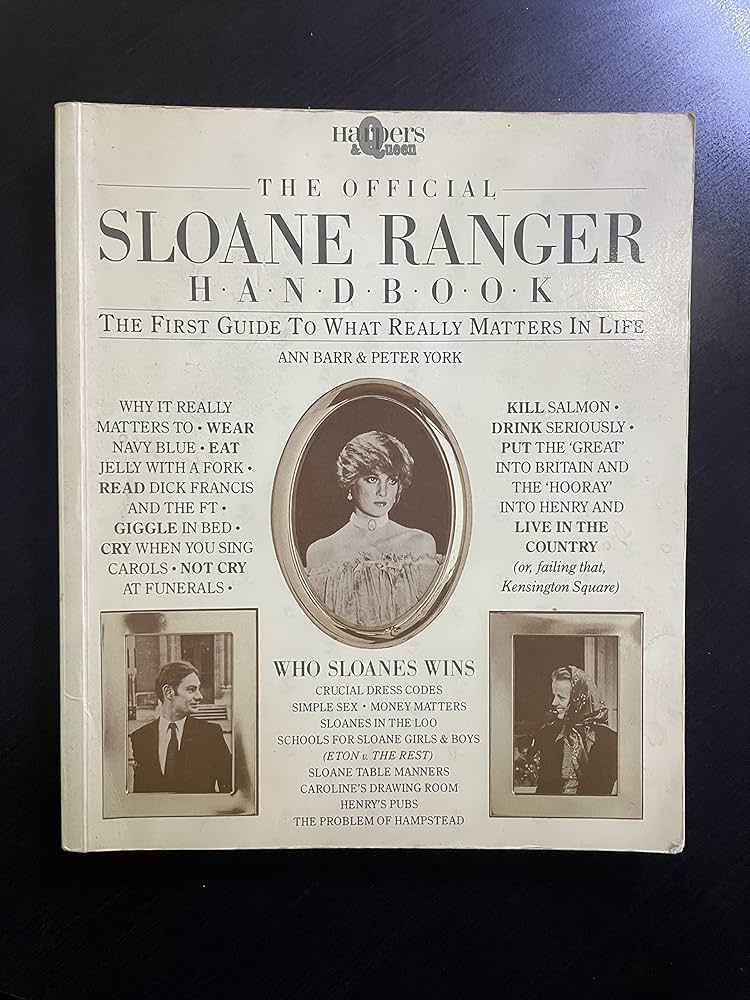 Harpers
& Queen
THE OFFICIAL
SLOANE RANGER
H·A·N·D·B·O·O·K
THE FIRST GUIDE TO WHAT REALLY MATTERS IN LIFE
ANN BARR & PETER YORK
WHY IT REALLY
MATTERS TO • WEAR
NAVY BLUE • EAT
JELLY WITH A FORK •
READ DICK FRANCIS
AND THE FT •
GIGGLE IN BED •
CRY WHEN YOU SING
CAROLS • NOT CRY
AT FUNERALS •
KILL SALMON •
DRINK SERIOUSLY •
PUT THE ‘GREAT’
INTO BRITAIN AND
THE ‘HOORAY’
INTO HENRY AND
LIVE IN THE
COUNTRY
(or, failing that,
Kensington Square)
WHO SLOANES WINS
CRUCIAL DRESS CODES
SIMPLE SEX • MONEY MATTERS
SLOANES IN THE LOO
SCHOOLS FOR SLOANE GIRLS & BOYS
(ETON v. THE REST)
SLOANE TABLE MANNERS
CAROLINE’S DRAWING ROOM
HENRY’S PUBS
THE PROBLEM OF HAMPSTEAD